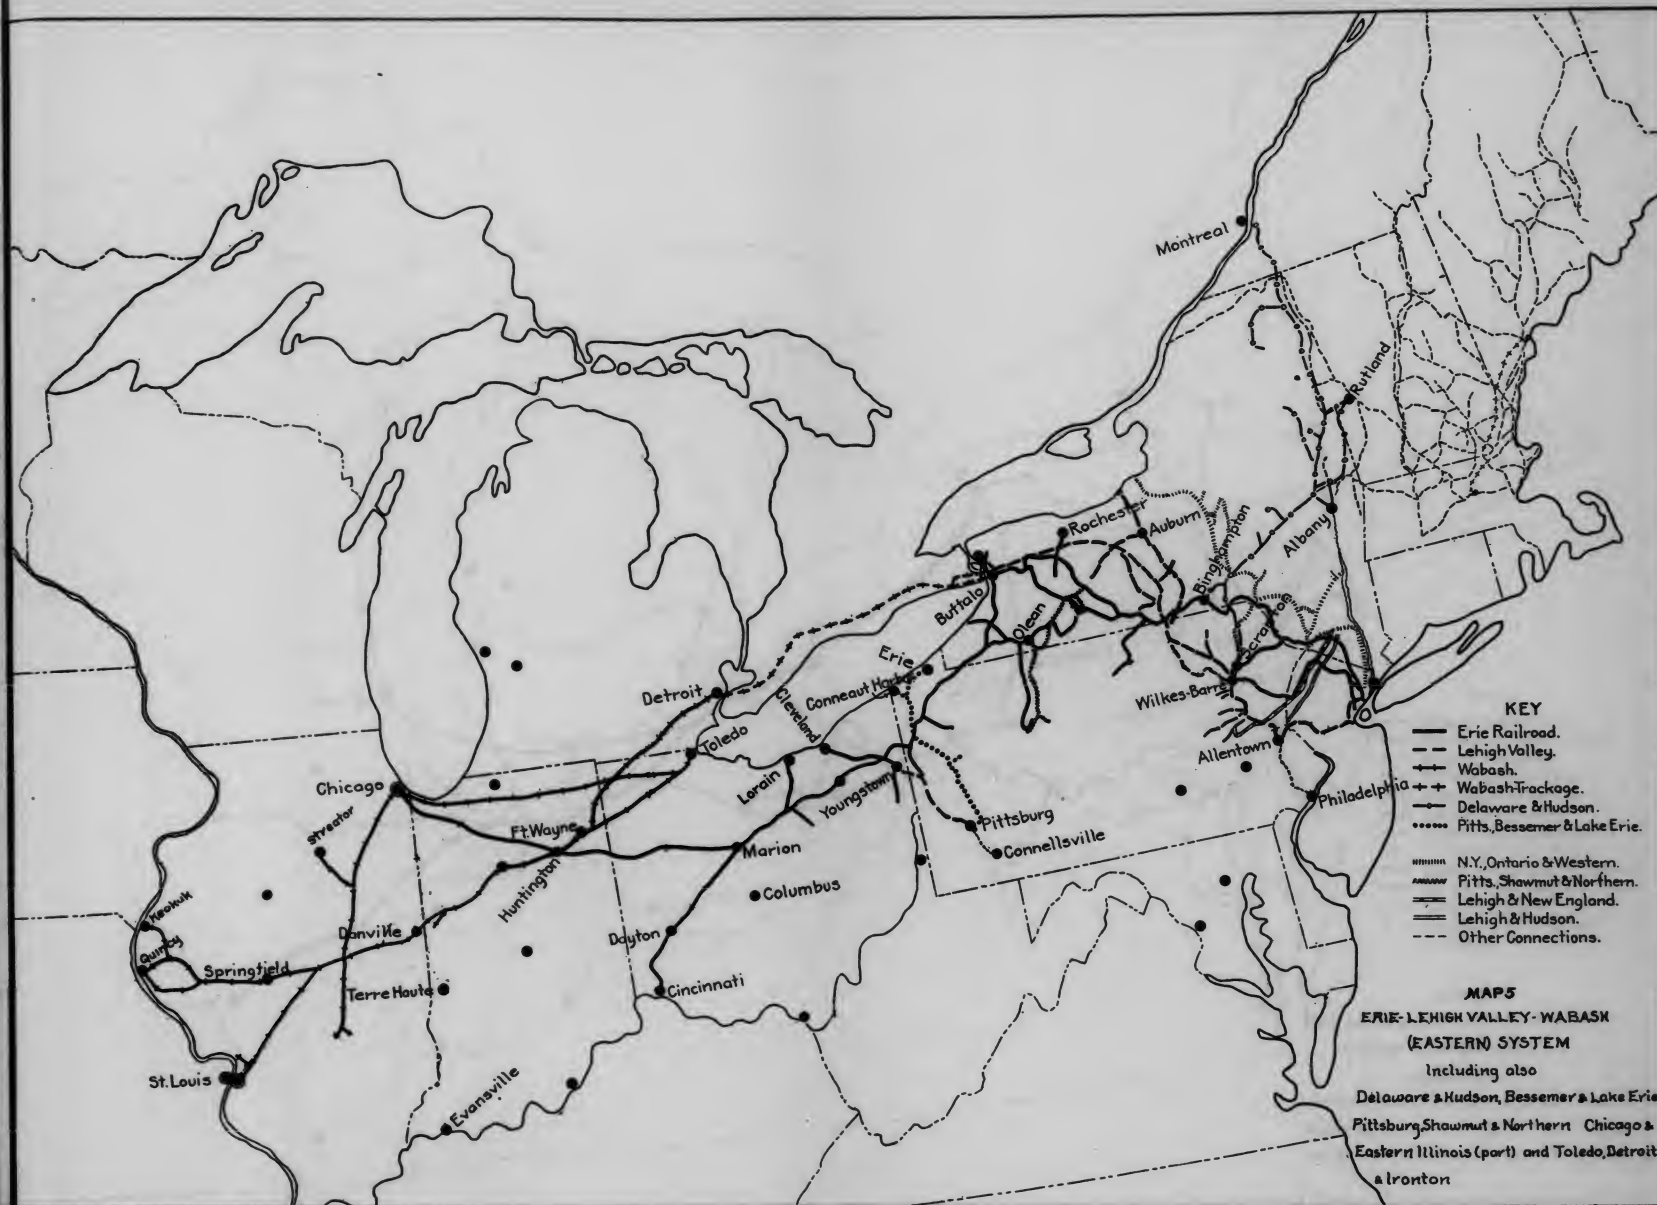 Montreal
Rutland
Rochester
Auburn
Binghampton
Albany
Buffalo
Olean
Scranton
Erie
Conneaut Harbor
Detroit
Cleveland
Wilkes-Barre
Toledo
Allentown
Chicago
Lorain
Youngstown
Philadelphia
Streator
Ft.Wayne
Pittsburg
Marion
Connellsville
Huntington
Columbus
Keokuk
Danville
Dayton
Quincy
Springfield
Terre Haute
Cincinnati
St.Louis
Evansville
KEY
Erie Railroad.
Lehigh Valley.
Wabash.
Wabash-Trackage.
Delaware & Hudson.
Pitts., Bessemer & Lake Erie.
N.Y., Ontario & Western.
Pitts., Shawmut & Northern.
Lehigh & New England.
Lehigh & Hudson.
Other Connections.
MAP 5
ERIE-LEHIGH VALLEY-WABASH
(EASTERN) SYSTEM
Including also
Delaware & Hudson, Bessemer & Lake Erie
Pittsburg, Shawmut & Northern Chicago &
Eastern Illinois (part) and Toledo, Detroit
& Ironton